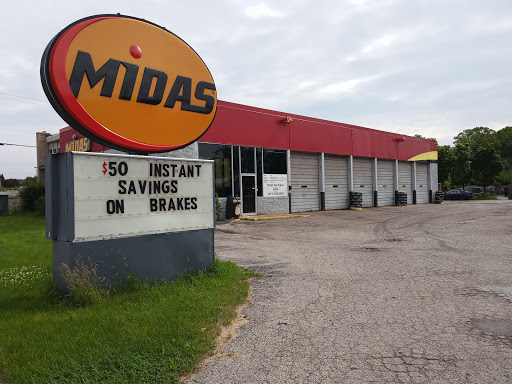 MIDAS
$50 INSTANT
SAVINGS
ON BRAKES